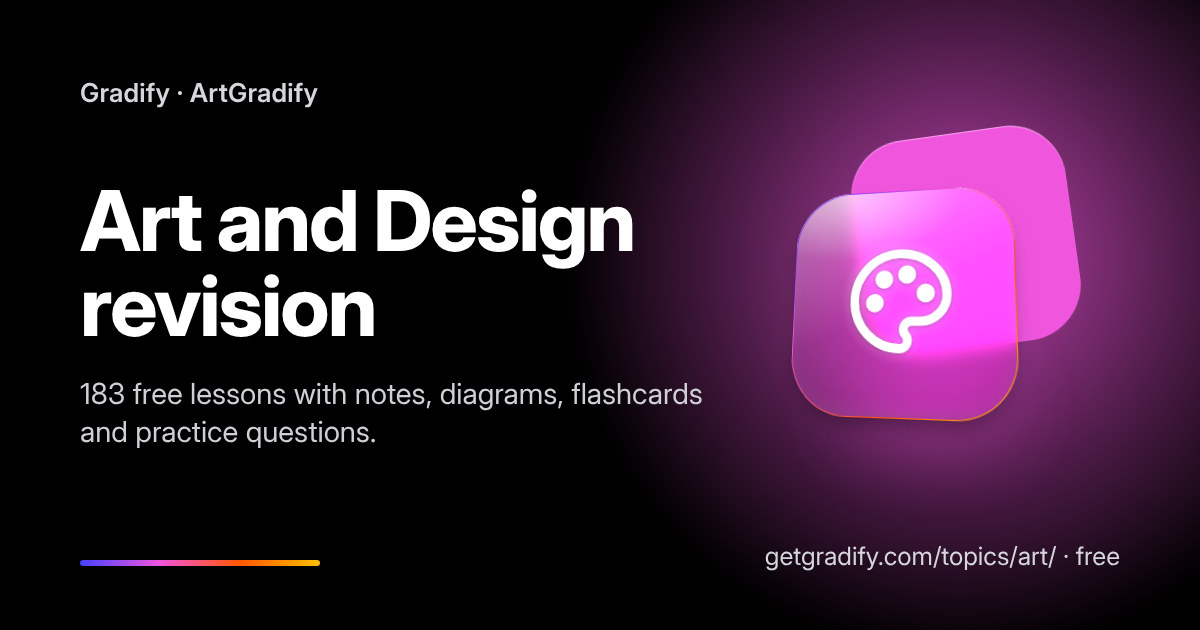 Gradify · ArtGradify
Art and Design
revision
183 free lessons with notes, diagrams, flashcards
and practice questions.
getgradify.com/topics/art/ · free